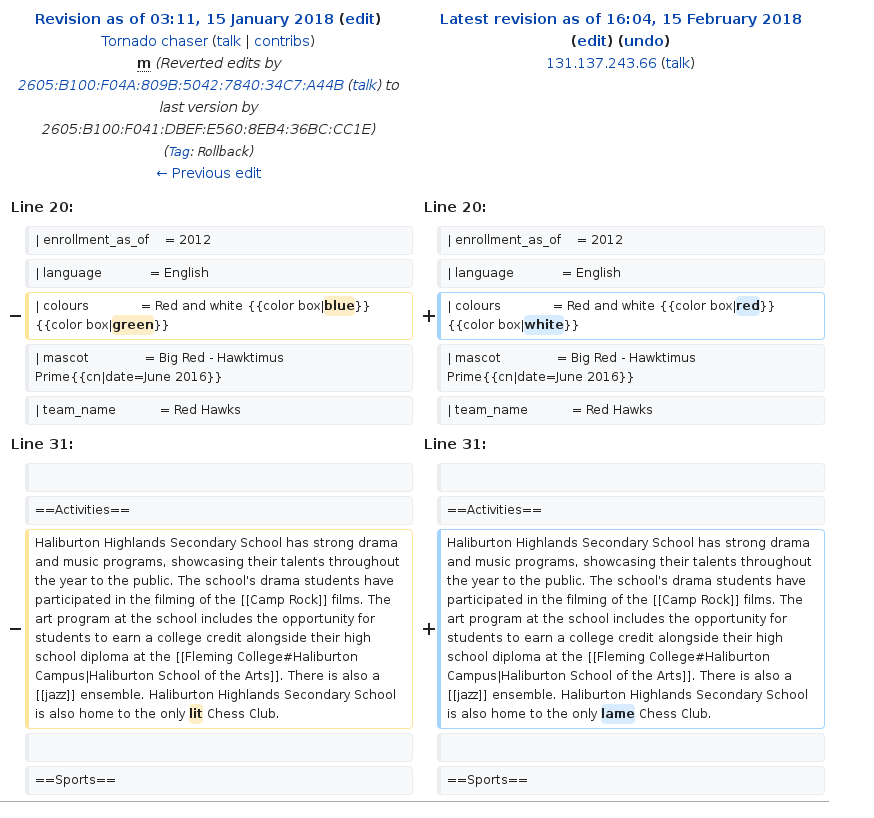 Revision as of 03:11, 15 January 2018 (edit)
Tornado chaser (talk | contribs)
m (Reverted edits by
2605:B100:F04A:809B:5042:7840:34C7:A44B (talk) to
last version by
2605:B100:F041:DBEF:E560:8EB4:36BC:CC1E)
(Tag: Rollback)
← Previous edit
Latest revision as of 16:04, 15 February 2018
(edit) (undo)
131.137.243.66 (talk)
Line 20:
| enrollment_as_of = 2012
| language = English
− | colours = Red and white {{color box|blue}}
{{color box|green}}
| mascot = Big Red - Hawktimus
Prime{{cn|date=June 2016}}
| team_name = Red Hawks
Line 20:
| enrollment_as_of = 2012
| language = English
+ | colours = Red and white {{color box|red}}
{{color box|white}}
| mascot = Big Red - Hawktimus
Prime{{cn|date=June 2016}}
| team_name = Red Hawks
Line 31:
==Activities==
Haliburton Highlands Secondary School has strong drama
and music programs, showcasing their talents throughout
the year to the public. The school's drama students have
participated in the filming of the [[Camp Rock]] films. The
− art program at the school includes the opportunity for
students to earn a college credit alongside their high
school diploma at the [[Fleming College#Haliburton
Campus|Haliburton School of the Arts]]. There is also a
[[jazz]] ensemble. Haliburton Highlands Secondary School
is also home to the only lit Chess Club.
==Sports==
Line 31:
==Activities==
Haliburton Highlands Secondary School has strong drama
and music programs, showcasing their talents throughout
the year to the public. The school's drama students have
participated in the filming of the [[Camp Rock]] films. The
+ art program at the school includes the opportunity for
students to earn a college credit alongside their high
school diploma at the [[Fleming College#Haliburton
Campus|Haliburton School of the Arts]]. There is also a
[[jazz]] ensemble. Haliburton Highlands Secondary School
is also home to the only lame Chess Club.
==Sports==